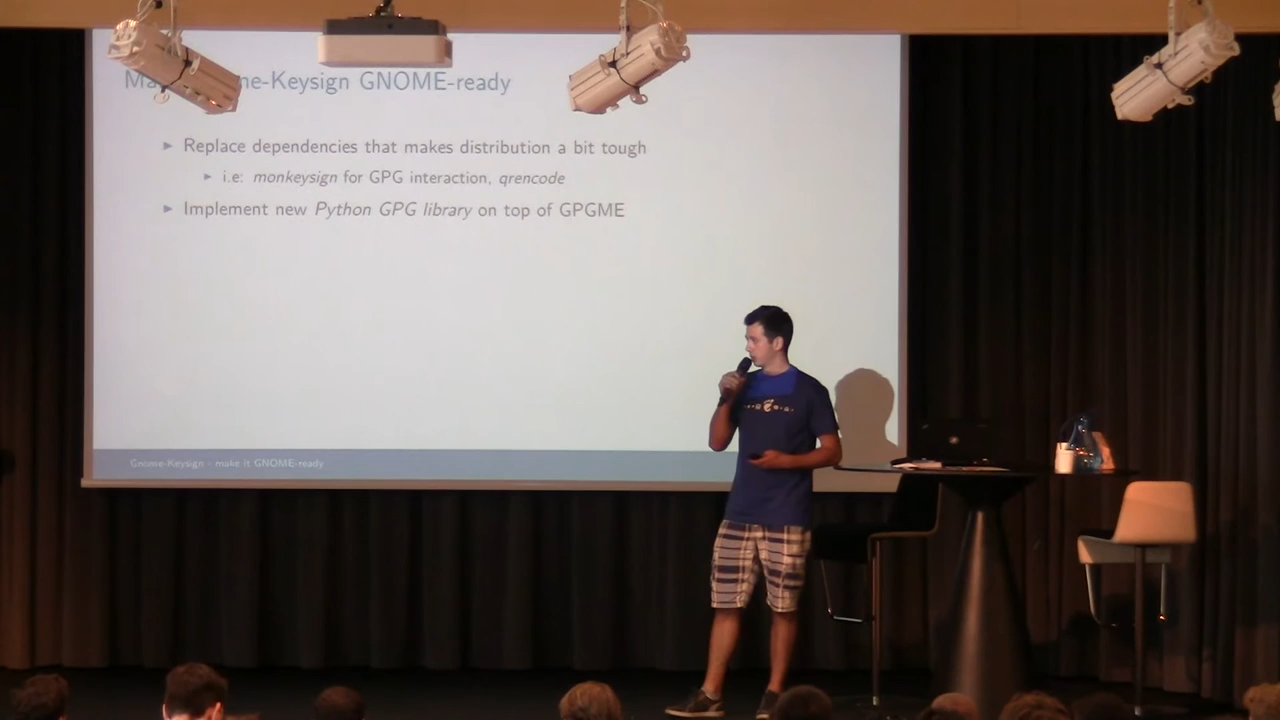 Gnome-Keysign GNOME-ready
► Replace dependencies that makes distribution a bit tough
► i.e: monkeysign for GPG interaction, qrencode
► Implement new Python GPG library on top of GPGME
Gnome-Keysign - make it GNOME-ready